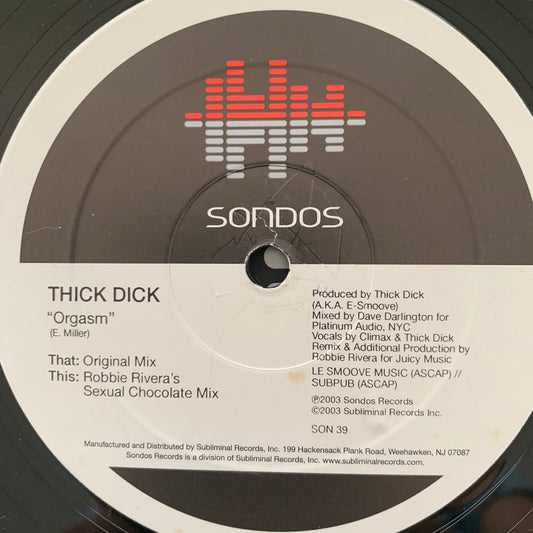 SONDOS
THICK DICK
“Orgasm”
(E. Miller)
That: Original Mix
This: Robbie Rivera's
Sexual Chocolate Mix
Produced by Thick Dick
(A.K.A. E-Smoove)
Mixed by Dave Darlington for
Platinum Audio, NYC
Vocals by Climax & Thick Dick
Remix & Additional Production by
Robbie Rivera for Juicy Music
LE SMOOVE MUSIC (ASCAP) //
SUBPUB (ASCAP)
℗2003 Sondos Records
©2003 Subliminal Records Inc.
SON 39
Manufactured and Distributed by Subliminal Records, Inc. 199 Hackensack Plank Road, Weehawken, NJ 07087
Sondos Records is a division of Subliminal Records, Inc. www.subliminalrecords.com.